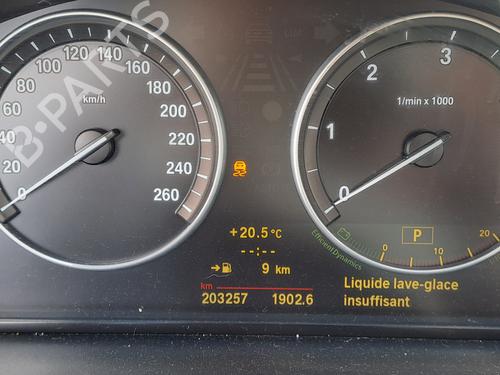 0
20
40
60
80
100
120
140
160
180
200
220
240
260
km/h
0
1
2
3
1/min x 1000
P
0
10
20
EfficientDynamics
+20.5 °C
--:--
9 km
km
203257
1902.6
Liquide lave-glace
insuffisant
B-PARTS